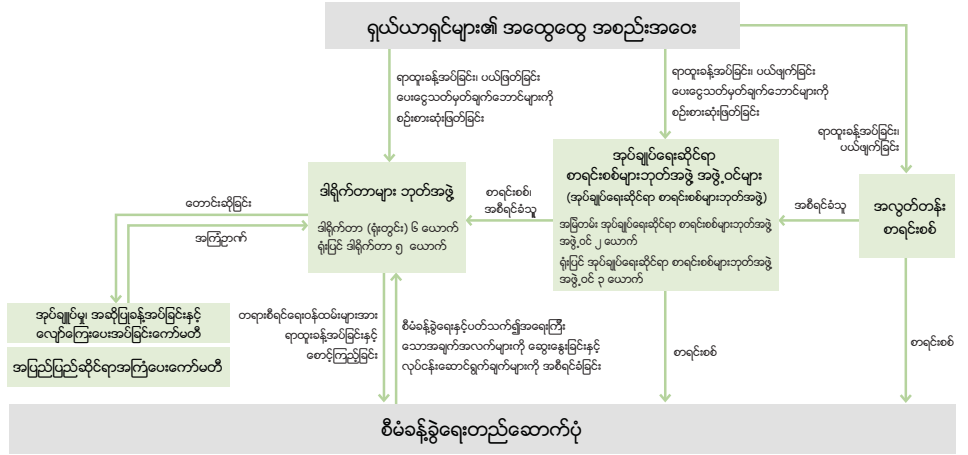 ရှယ်ယာရှင်များ၏ အထွေထွေ အစည်းအဝေး
ရာထူးခန့်အပ်ခြင်း၊ ပယ်ဖြတ်ခြင်း
ပေးငွေသတ်မှတ်ချက်ဘောင်များကို
စဉ်းစားဆုံးဖြတ်ခြင်း
ရာထူးခန့်အပ်ခြင်း၊ ပယ်ဖျက်ခြင်း
ပေးငွေသတ်မှတ်ချက်ဘောင်များကို
စဉ်းစားဆုံးဖြတ်ခြင်း
ရာထူးခန့်အပ်ခြင်း၊
ပယ်ဖျက်ခြင်း
ဒါရိုက်တာများ ဘုတ်အဖွဲ့
ဒါရိုက်တာ (ရုံးတွင်း) ၆ ယောက်
ရုံးပြင် ဒါရိုက်တာ ၅ ယောက်
စာရင်းစစ်၊
အစီရင်ခံသူ
အုပ်ချုပ်ရေးဆိုင်ရာ
စာရင်းစစ်များဘုတ်အဖွဲ့ အဖွဲ့ဝင်များ
(အုပ်ချုပ်ရေးဆိုင်ရာ စာရင်းစစ်များဘုတ်အဖွဲ့)
အမြဲတမ်း အုပ်ချုပ်ရေးဆိုင်ရာ စာရင်းစစ်များဘုတ်အဖွဲ့
အဖွဲ့ဝင် ၂ ယောက်
ရုံးပြင် အုပ်ချုပ်ရေးဆိုင်ရာ စာရင်းစစ်များဘုတ်အဖွဲ့
အဖွဲ့ဝင် ၃ ယောက်
အစီရင်ခံသူ
အလွတ်တန်း
စာရင်းစစ်
တောင်းဆိုခြင်း
အကြံဉာဏ်
အုပ်ချုပ်မှု၊ အဆိုပြုခန့်အပ်ခြင်းနှင့်
လျော်ကြေးပေးအပ်ခြင်းကော်မတီ
အပြည်ပြည်ဆိုင်ရာအကြံပေးကော်မတီ
တရားစီရင်ရေးဝန်ထမ်းများအား
ရာထူးခန့်အပ်ခြင်းနှင့်
စောင့်ကြည့်ခြင်း
စီမံခန့်ခွဲရေးနှင့်ပတ်သက်၍အရေးကြီး
သောအချက်အလက်များကို ဆွေးနွေးခြင်းနှင့်
လုပ်ငန်းဆောင်ရွက်ချက်များကို အစီရင်ခံခြင်း
စာရင်းစစ်
စာရင်းစစ်
စီမံခန့်ခွဲရေးတည်ဆောက်ပုံ